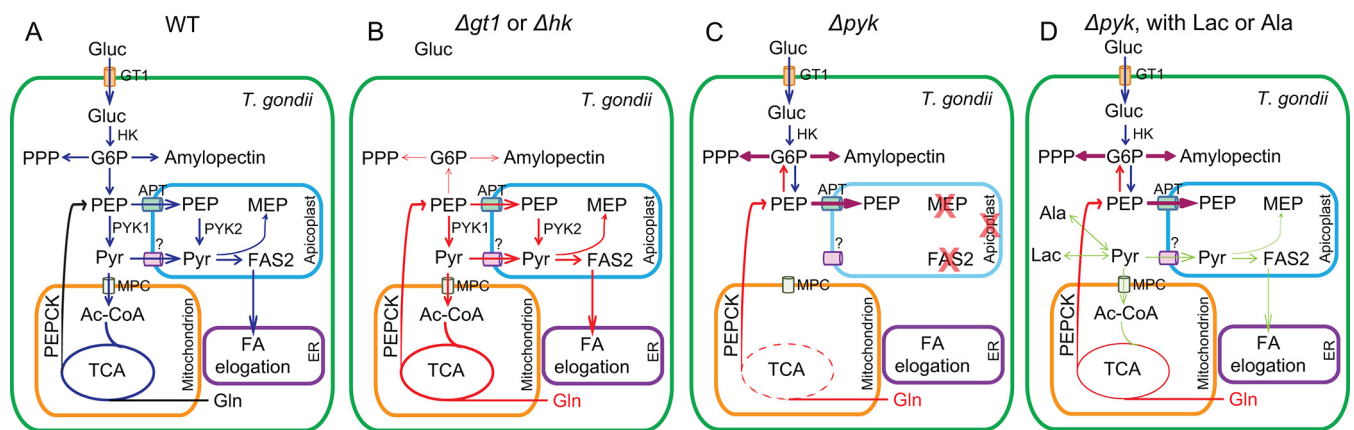 A
WT
Gluc
GT1
T. gondii
Gluc
HK
PPP
G6P
Amylopectin
APT
PEP
PEP
MEP
PYK1
PYK2
Apicoplast
?
Pyr
Pyr
FAS2
MPC
Ac-CoA
PEPCK
Mitochondrion
TCA
FA
elogation
ER
Gln
B
Δgt1 or Δhk
Gluc
T. gondii
PPP
G6P
Amylopectin
APT
PEP
PEP
MEP
PYK1
PYK2
Apicoplast
?
Pyr
Pyr
FAS2
MPC
Ac-CoA
PEPCK
Mitochondrion
TCA
FA
elogation
ER
Gln
C
Δpyk
Gluc
GT1
T. gondii
Gluc
HK
PPP
G6P
Amylopectin
APT
PEP
PEP
MEP
X
Apicoplast
X
?
FAS2
X
MPC
PEPCK
Mitochondrion
TCA
FA
elogation
ER
Gln
D
Δpyk, with Lac or Ala
Gluc
GT1
T. gondii
Gluc
HK
PPP
G6P
Amylopectin
APT
PEP
PEP
MEP
Apicoplast
Ala
?
Lac
Pyr
Pyr
FAS2
MPC
Ac-CoA
PEPCK
Mitochondrion
TCA
FA
elogation
ER
Gln